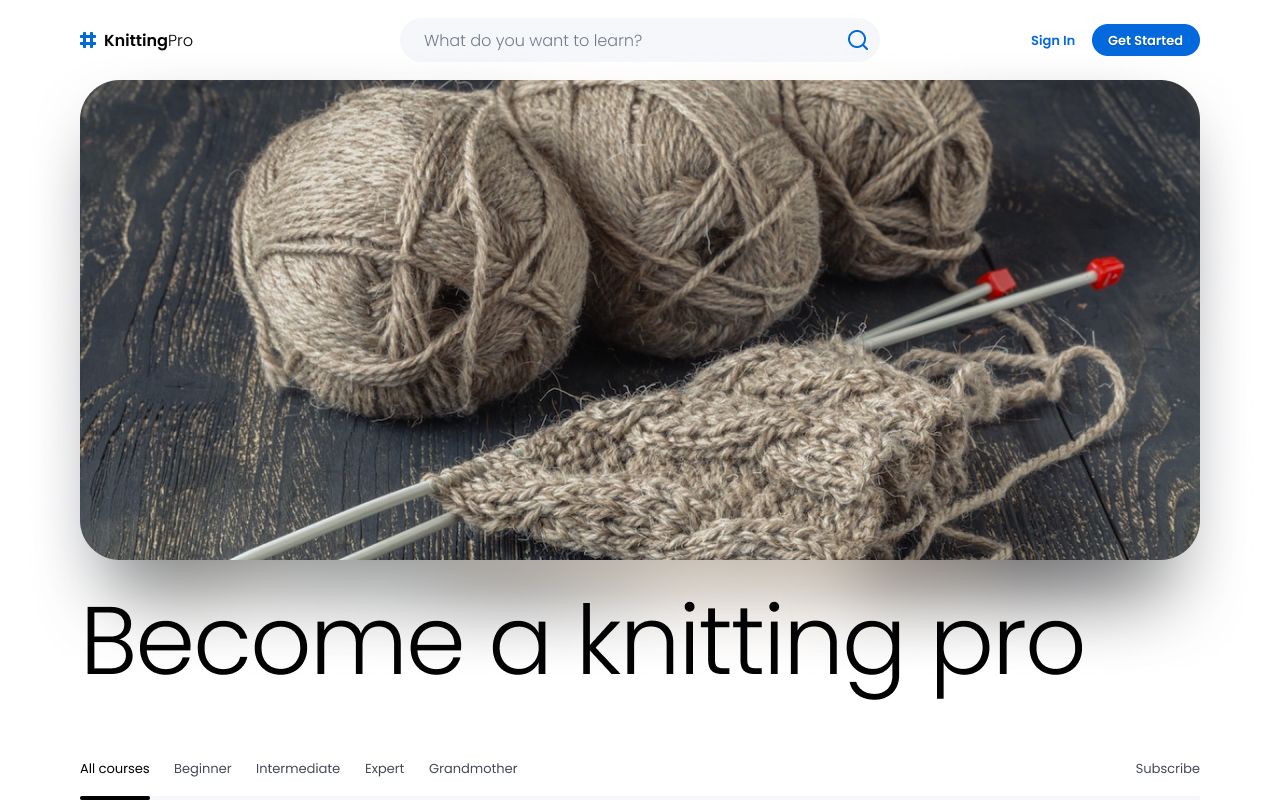 KnittingPro
What do you want to learn?
Sign In
Get Started
Become a knitting pro
All courses
Beginner
Intermediate
Expert
Grandmother
Subscribe